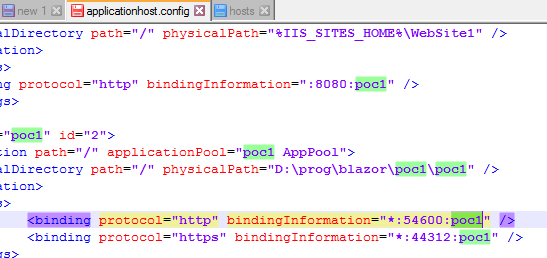 new 1 applicationhost.config hosts
alDirectory path="/" physicalPath="%IIS_SITES_HOME%\WebSite1" />
ation>
s>
ng protocol="http" bindingInformation=":8080:poc1" />
gs>
="poc1" id="2">
tion path="/" applicationPool="poc1 AppPool">
alDirectory path="/" physicalPath="D:\prog\blazor\poc1\poc1" />
ation>
s>
<binding protocol="http" bindingInformation="*:54600:poc1" />
<binding protocol="https" bindingInformation="*:44312:poc1" />
gs>